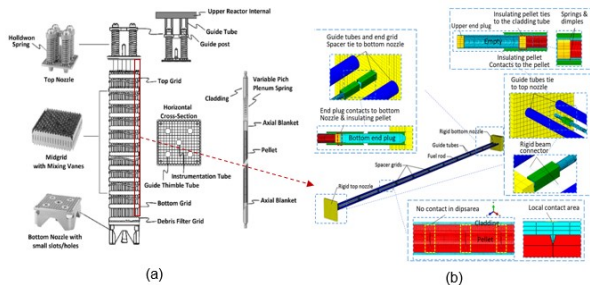 Holldwon
Spring
Top Nozzle
Midgrid
with Mixing Vanes
Bottom Nozzle with
small slots/holes
Upper Reactor Internal
Guide Tube
Guide post
Top Grid
Horizontal
Cross-Section
Instrumentation Tube
Guide Thimble Tube
Bottom Grid
Debris Filter Grid
Cladding
Variable Pich
Plenum Spring
Axial Blanket
Pellet
Axial Blanket
(a)
Insulating pellet ties
to the cladding tube
Springs &
dimples
Upper end plug
Empty
Insulating pellet
Contacts to the pellet
Guide tubes and end grid
Spacer tie to bottom nozzle
End plug contacts to bottom
Nozzle & insulating pellet
Bottom end plug
Guide tubes tie
to top nozzle
Rigid beam
connector
Rigid bottom nozzle
Guide tubes
Fuel rod
Spacer grids
Rigid top nozzle
No contact in dipsarea
Cladding
Pellet
Local contact area
(b)